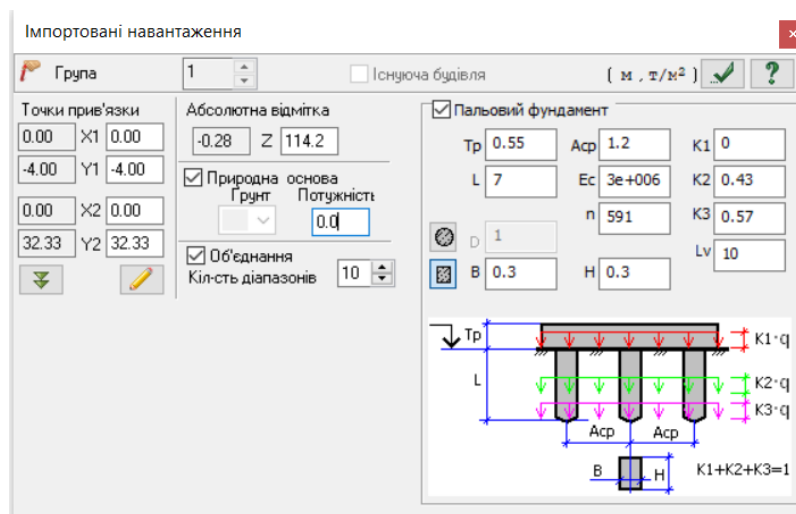 Імпортовані навантаження
×
Група 1 Існуюча будівля ( м , т/м² ) ?
Точки прив'язки
0.00 X1 0.00
-4.00 Y1 -4.00
0.00 X2 0.00
32.33 Y2 32.33
Абсолютна відмітка
-0.28 Z 114.2
Природна основа
Грунт Потужність
0.0
Об'єднання
Кіл-сть діапазонів 10
Пальовий фундамент
Tp 0.55 Acp 1.2 K1 0
L 7 Ec 3e+006 K2 0.43
n 591 K3 0.57
D 1 Lv 10
B 0.3 H 0.3
Tp K1·q
L K2·q
K3·q
Acp Acp
B H K1+K2+K3=1